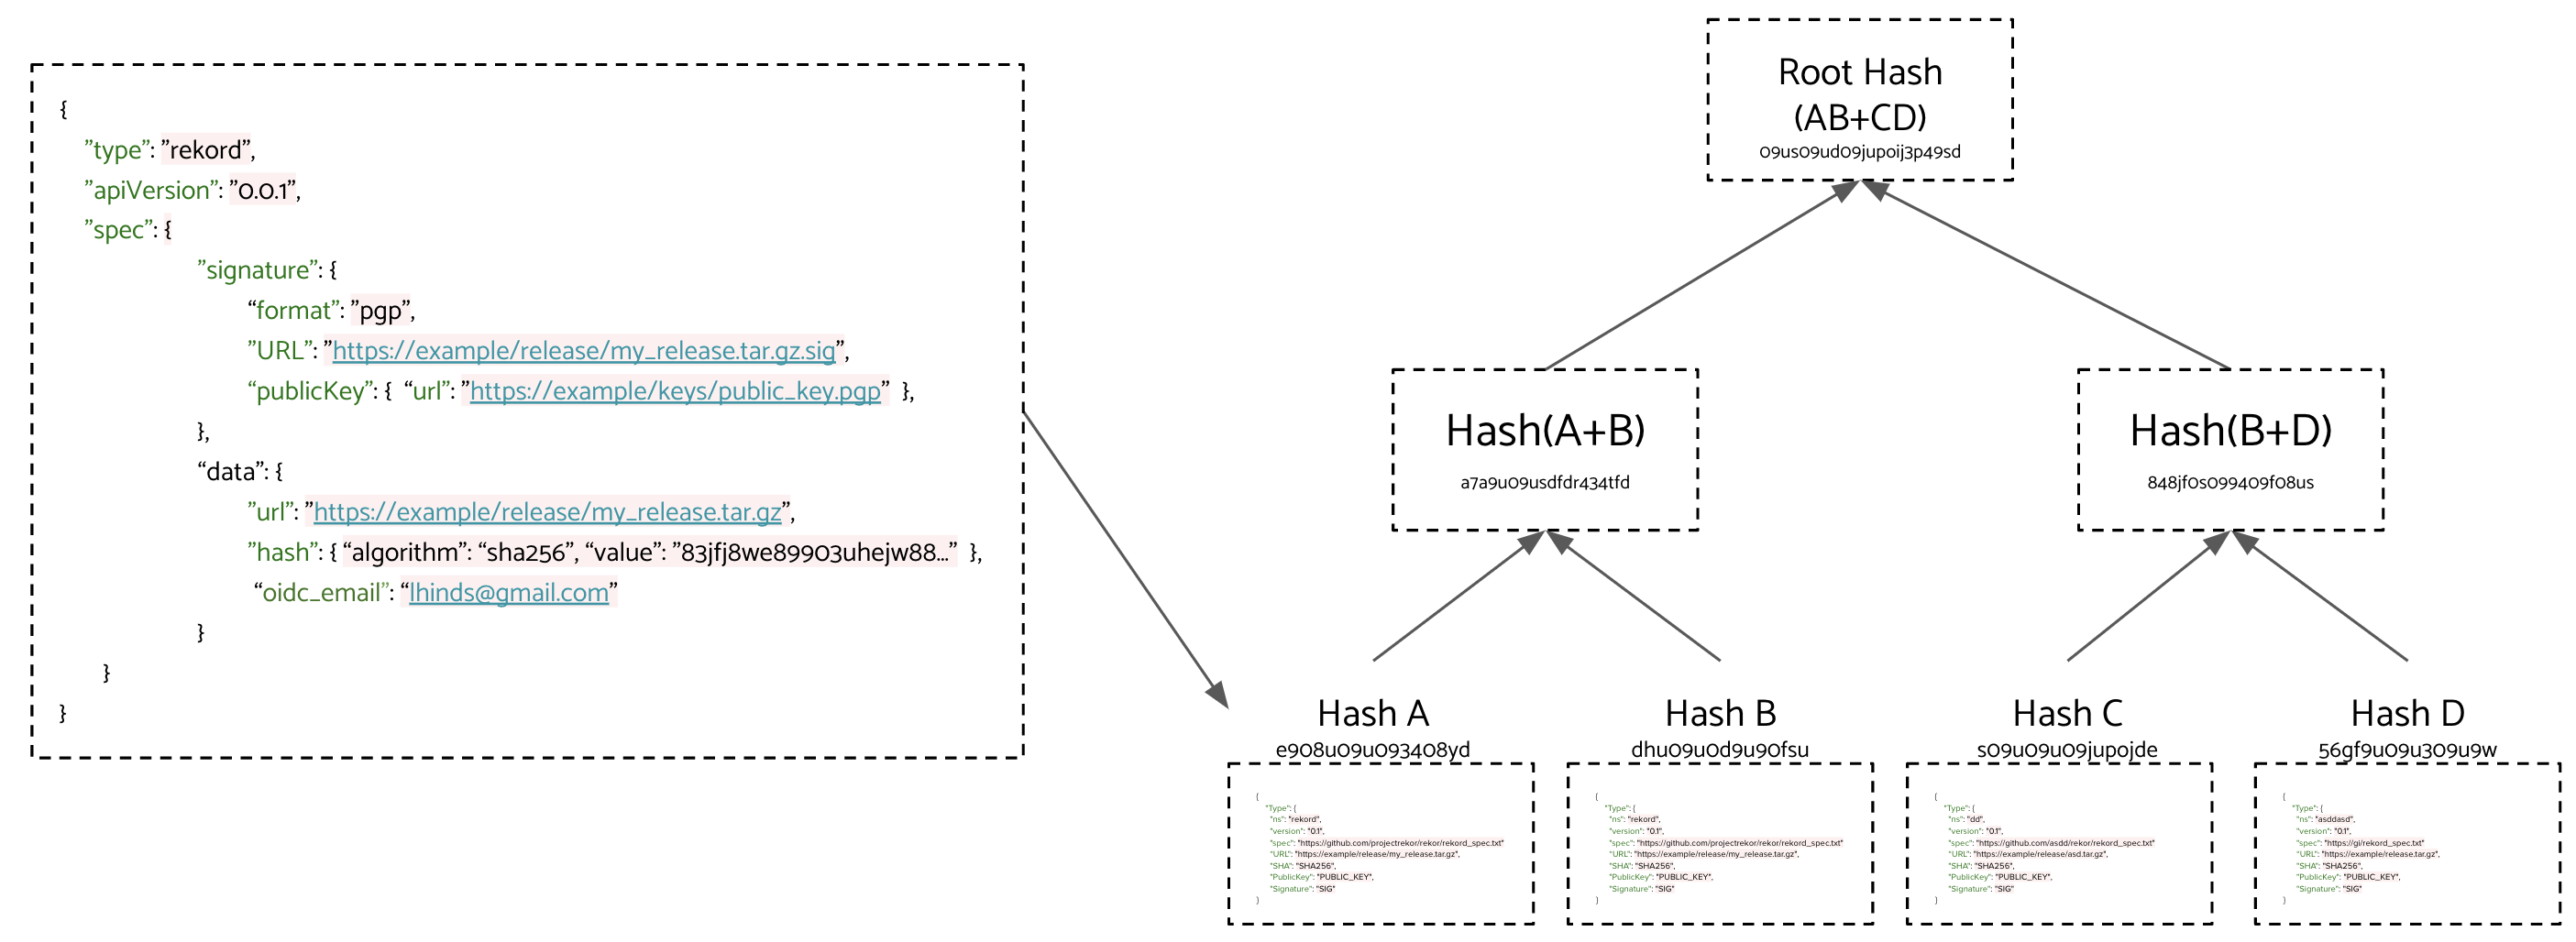 {
”type”: ”rekord”,
”apiVersion”: ”0.0.1”,
”spec”: {
”signature”: {
“format”: ”pgp”,
”URL”: ”https://example/release/my_release.tar.gz.sig”,
“publicKey”: { “url”: ”https://example/keys/public_key.pgp” },
},
“data”: {
”url”: ”https://example/release/my_release.tar.gz”,
”hash”: { “algorithm”: “sha256”, “value”: ”83jfj8we89903uhejw88...” },
“oidc_email”: “lhinds@gmail.com”
}
}
}
Root Hash
(AB+CD)
09us09ud09jupoij3p49sd
Hash(A+B)
a7a9u09usdfdr434tfd
Hash(B+D)
848jf0s099409f08us
Hash A
e908u09u093408yd
{
"Type": {
"ns": "rekord",
"version": "0.1",
"spec": "https://github.com/projectrekor/rekor/rekord_spec.txt"
"URL": "https://example/release/my_release.tar.gz",
"SHA": "SHA256",
"PublicKey": "PUBLIC_KEY",
"Signature": "SIG"
}
Hash B
dhu09u0d9u90fsu
{
"Type": {
"ns": "rekord",
"version": "0.1",
"spec": "https://github.com/projectrekor/rekor/rekord_spec.txt"
"URL": "https://example/release/my_release.tar.gz",
"SHA": "SHA256",
"PublicKey": "PUBLIC_KEY",
"Signature": "SIG"
}
Hash C
s09u09u09jupojde
{
"Type": {
"ns": "dd",
"version": "0.1",
"spec": "https://github.com/asdd/rekor/rekord_spec.txt"
"URL": "https://example/release/asd.tar.gz",
"SHA": "SHA256",
"PublicKey": "PUBLIC_KEY",
"Signature": "SIG"
}
Hash D
56gf9u09u309u9w
{
"Type": {
"ns": "asddasd",
"version": "0.1",
"spec": "https://gi/rekord_spec.txt"
"URL": "https://example/release.tar.gz",
"SHA": "SHA256",
"PublicKey": "PUBLIC_KEY",
"Signature": "SIG"
}